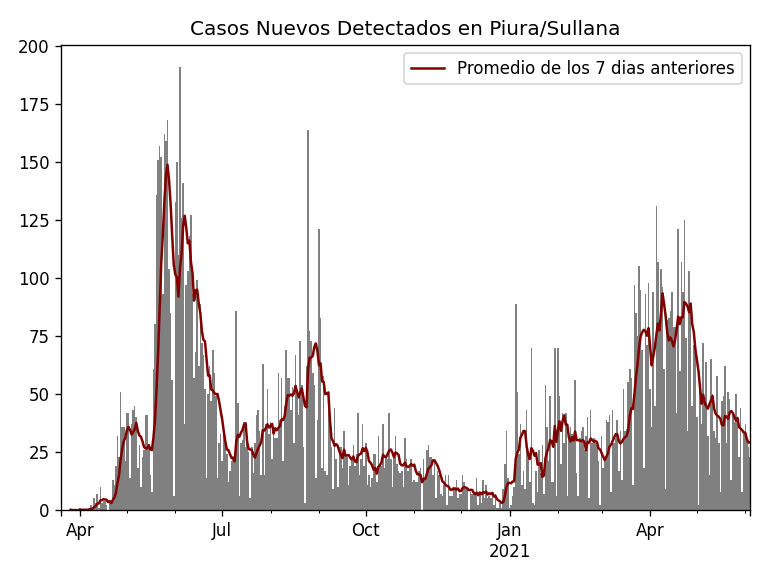 Casos Nuevos Detectados en Piura/Sullana
Promedio de los 7 dias anteriores
200
175
150
125
100
75
50
25
0
Apr
Jul
Oct
Jan
2021
Apr